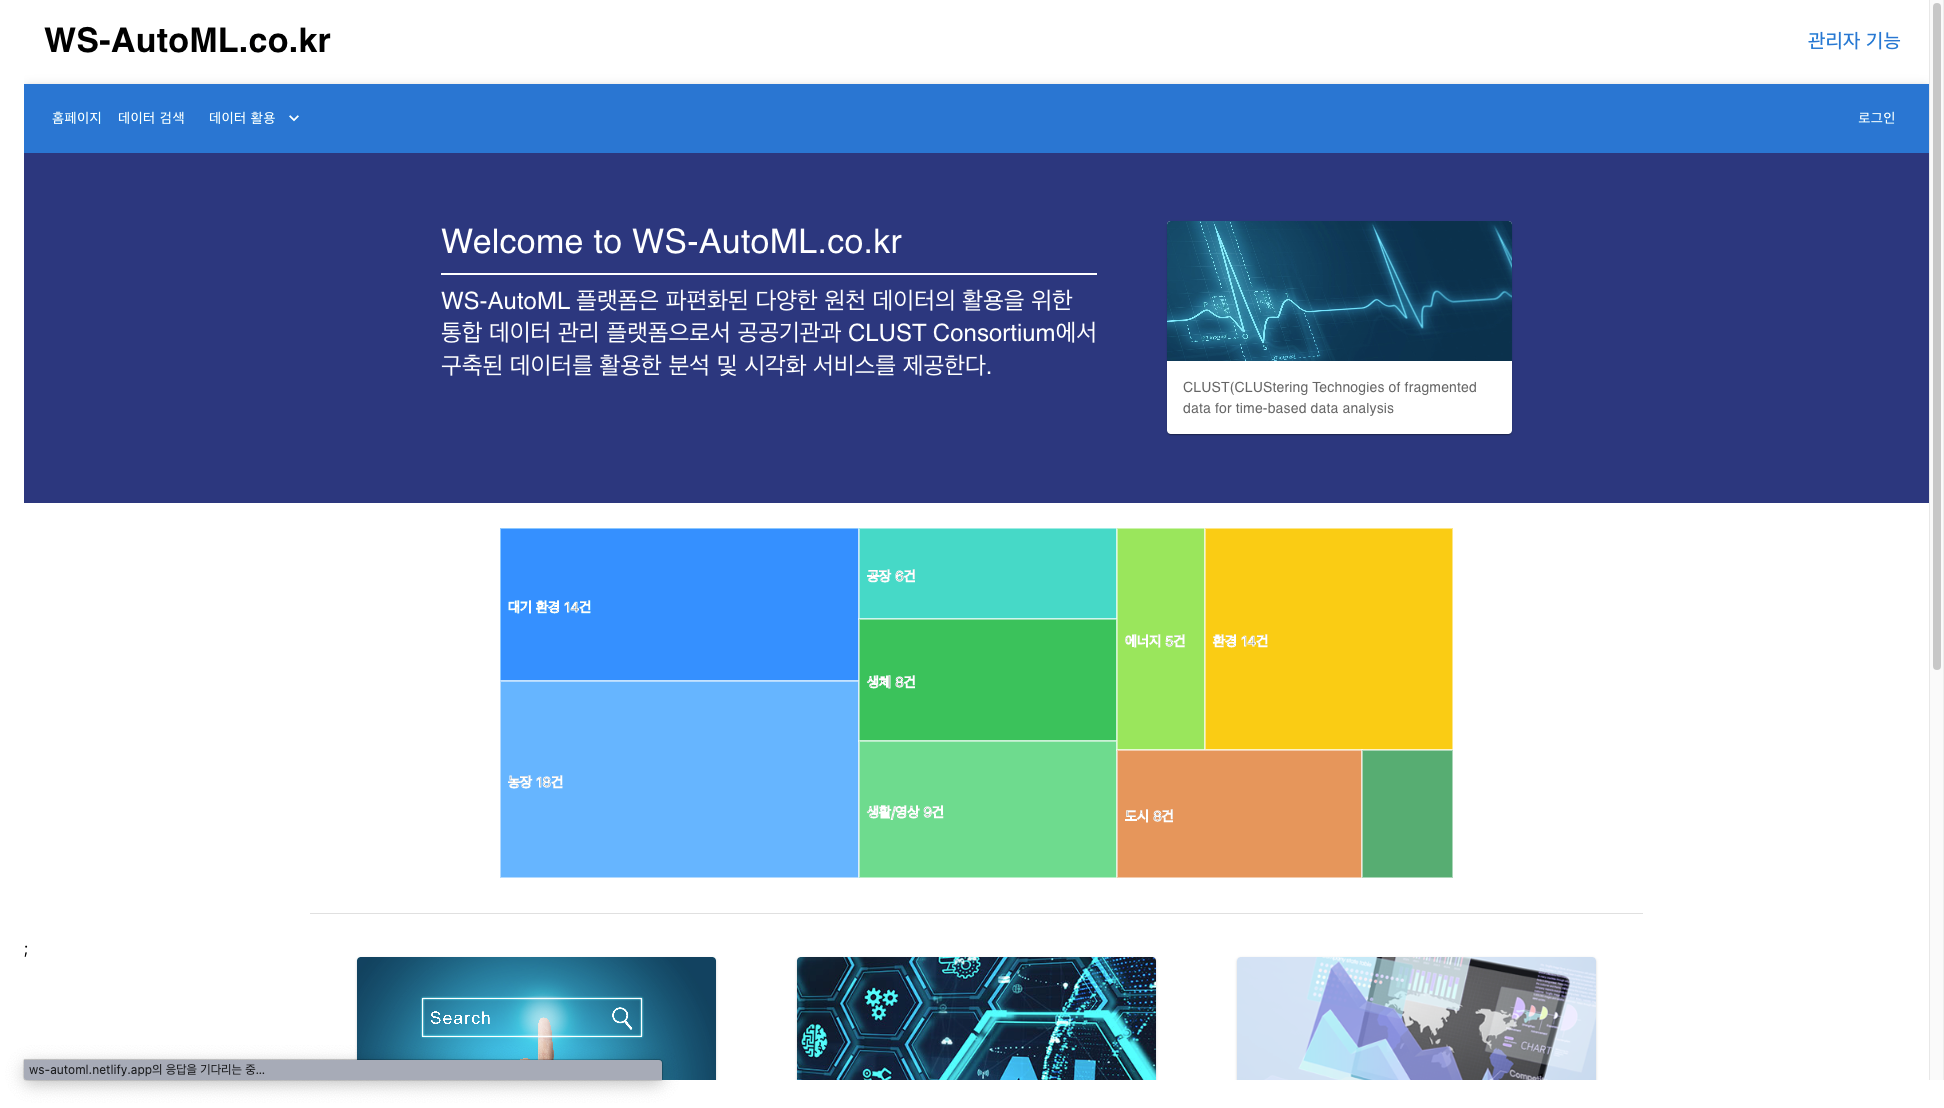 WS-AutoML.co.kr
관리자 기능
홈페이지 데이터 검색 데이터 활용
로그인
Welcome to WS-AutoML.co.kr
WS-AutoML 플랫폼은 파편화된 다양한 원천 데이터의 활용을 위한
통합 데이터 관리 플랫폼으로서 공공기관과 CLUST Consortium에서
구축된 데이터를 활용한 분석 및 시각화 서비스를 제공한다.
CLUST(CLUStering Technogies of fragmented
data for time-based data analysis
대기 환경 14건
농장 18건
공장 6건
생체 8건
생활/영상 9건
에너지 5건
환경 14건
도시 8건
;
Search
CHART
ws-automl.netlify.app의 응답을 기다리는 중...